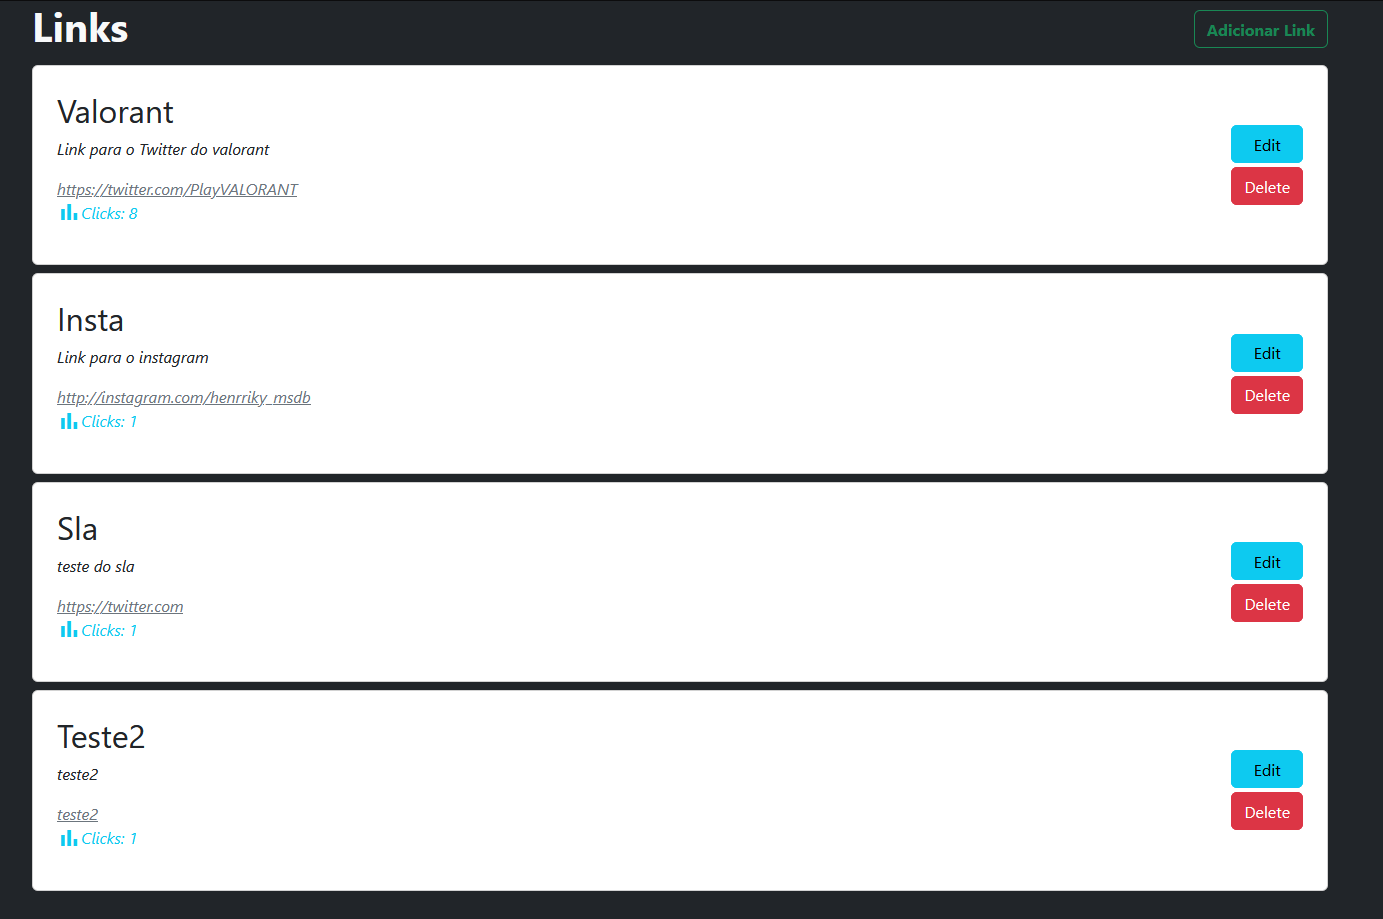 Links
Adicionar Link
Valorant
Link para o Twitter do valorant
https://twitter.com/PlayVALORANT
Clicks: 8
Edit
Delete
Insta
Link para o instagram
http://instagram.com/henrriky_msdb
Clicks: 1
Edit
Delete
Sla
teste do sla
https://twitter.com
Clicks: 1
Edit
Delete
Teste2
teste2
teste2
Clicks: 1
Edit
Delete